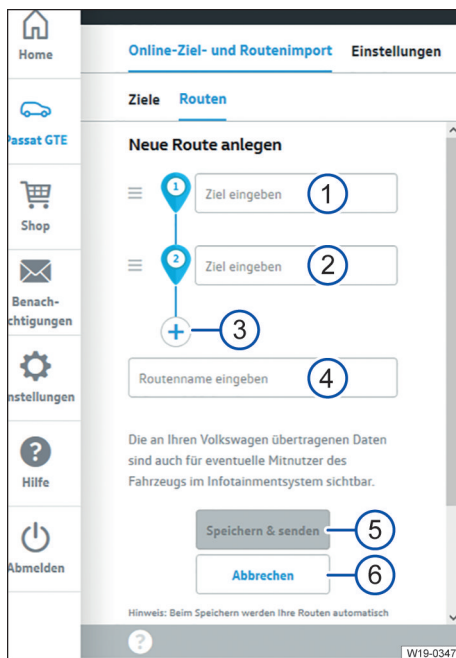 Home
Passat GTE
Shop
Benach-
chtigungen
nstellungen
?
Hilfe
Abmelden
Online-Ziel- und Routenimport Einstellungen
Ziele Routen
Neue Route anlegen
1 Ziel eingeben 1
2 Ziel eingeben 2
+ 3
Routenname eingeben 4
Die an Ihren Volkswagen übertragenen Daten
sind auch für eventuelle Mitnutzer des
Fahrzeugs im Infotainmentsystem sichtbar.
Speichern & senden 5
Abbrechen 6
Hinweis: Beim Speichern werden Ihre Routen automatisch
?
W19-0347